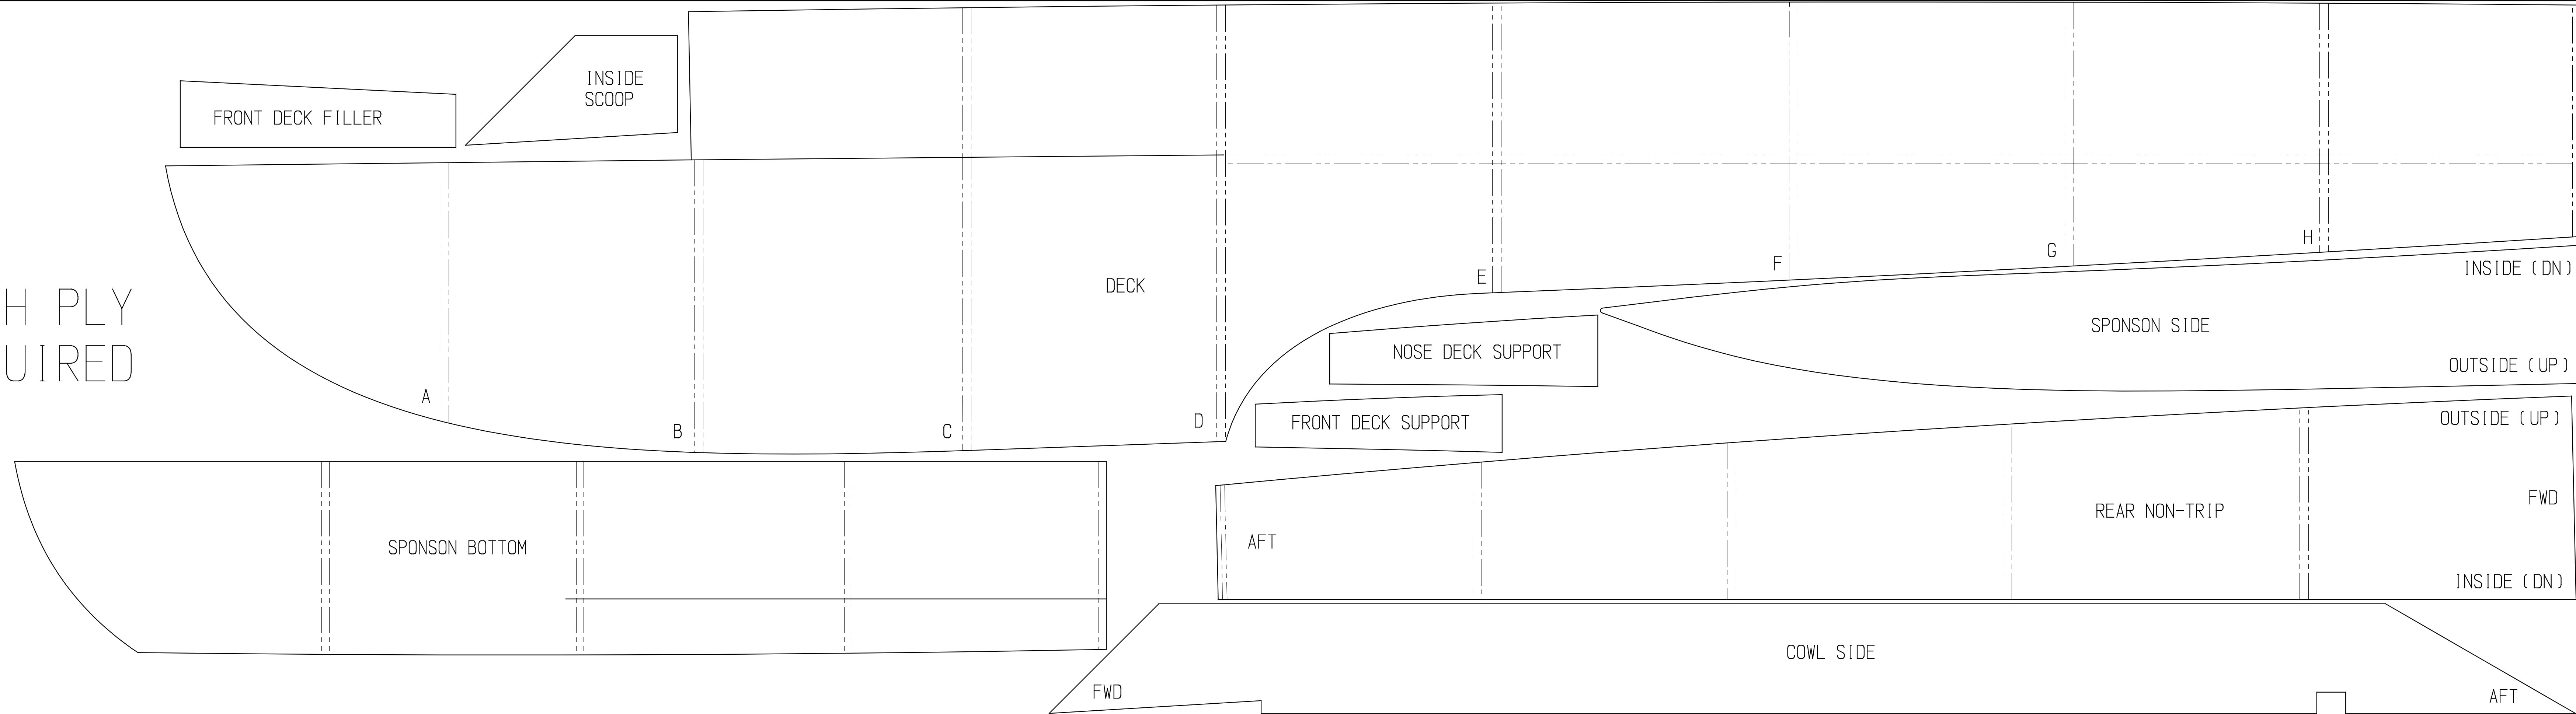 INSIDE
SCOOP
FRONT DECK FILLER
H PLY
UIRED
DECK
A
B
C
D
E
F
G
H
INSIDE (DN)
SPONSON SIDE
OUTSIDE (UP)
NOSE DECK SUPPORT
FRONT DECK SUPPORT
OUTSIDE (UP)
FWD
REAR NON-TRIP
AFT
INSIDE (DN)
SPONSON BOTTOM
COWL SIDE
FWD
AFT